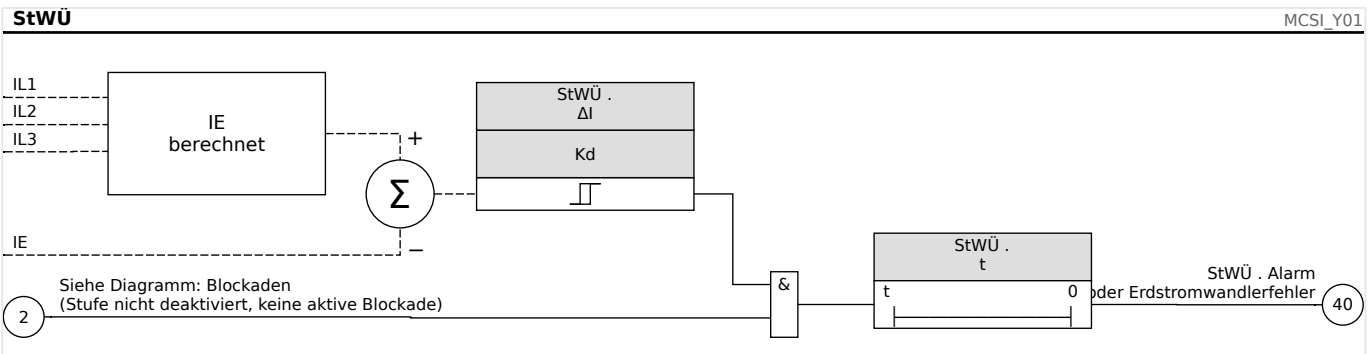 StWÜ
MCSI_Y01
IL1
IL2
IL3
IE
berechnet
+
Σ
−
IE
StWÜ .
ΔI
Kd
Siehe Diagramm: Blockaden
(Stufe nicht deaktiviert, keine aktive Blockade)
2
&
StWÜ .
t
t
0
StWÜ . Alarm
oder Erdstromwandlerfehler
40